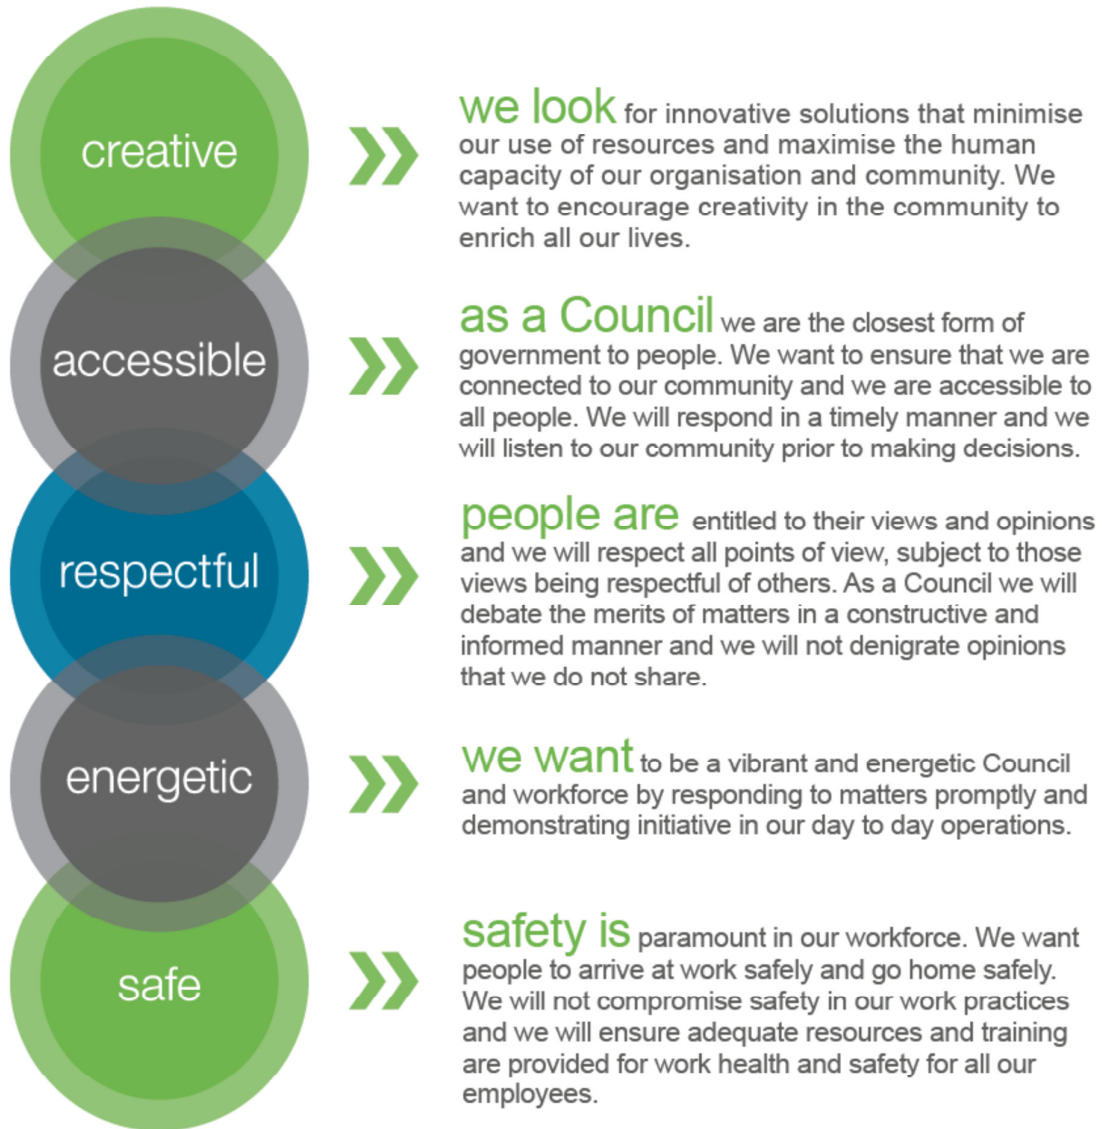 creative
we look for innovative solutions that minimise
our use of resources and maximise the human
capacity of our organisation and community. We
want to encourage creativity in the community to
enrich all our lives.
accessible
as a Council we are the closest form of
government to people. We want to ensure that we are
connected to our community and we are accessible to
all people. We will respond in a timely manner and we
will listen to our community prior to making decisions.
respectful
people are entitled to their views and opinions
and we will respect all points of view, subject to those
views being respectful of others. As a Council we will
debate the merits of matters in a constructive and
informed manner and we will not denigrate opinions
that we do not share.
energetic
we want to be a vibrant and energetic Council
and workforce by responding to matters promptly and
demonstrating initiative in our day to day operations.
safe
safety is paramount in our workforce. We want
people to arrive at work safely and go home safely.
We will not compromise safety in our work practices
and we will ensure adequate resources and training
are provided for work health and safety for all our
employees.